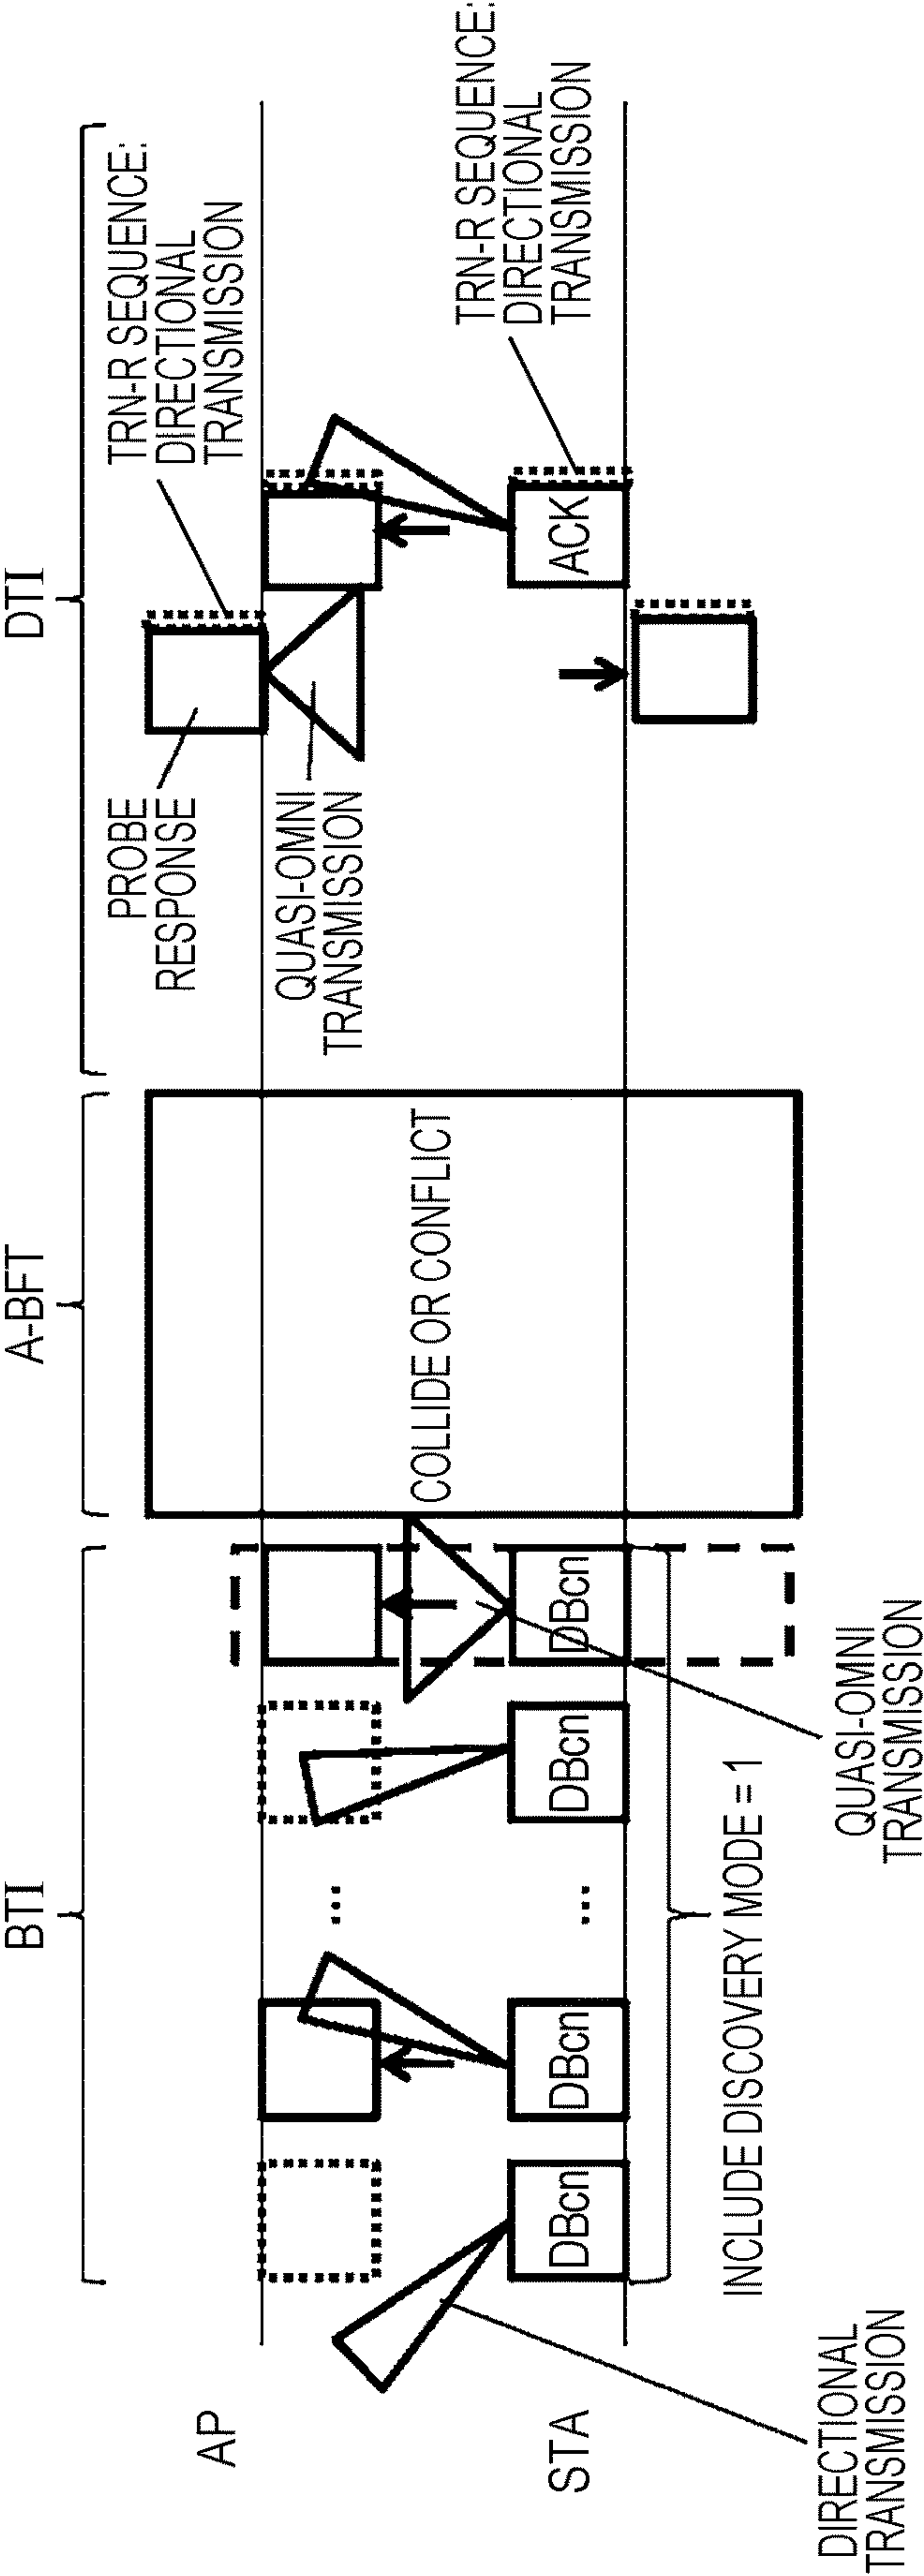 BTI
A-BFT
DTI
AP
PROBE
RESPONSE
TRN-R SEQUENCE:
DIRECTIONAL
TRANSMISSION
QUASI-OMNI
TRANSMISSION
...
COLLIDE OR CONFLICT
TRN-R SEQUENCE:
DIRECTIONAL
TRANSMISSION
STA
DBcn
DBcn
...
DBcn
DBcn
ACK
INCLUDE DISCOVERY MODE = 1
DIRECTIONAL
TRANSMISSION
QUASI-OMNI
TRANSMISSION